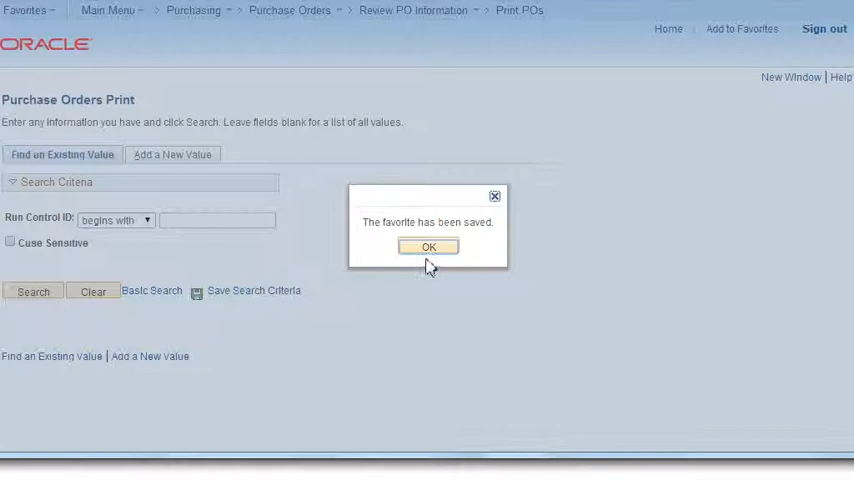 Favorites Main Menu > Purchasing > Purchase Orders > Review PO Information > Print POs
Home Add to Favorites Sign out
ORACLE
New Window | Help
Purchase Orders Print
Enter any information you have and click Search. Leave fields blank for a list of all values.
Find an Existing Value Add a New Value
Search Criteria
The favorite has been saved.
Run Control ID: begins with
Case Sensitive
OK
Search Clear Basic Search Save Search Criteria
Find an Existing Value | Add a New Value